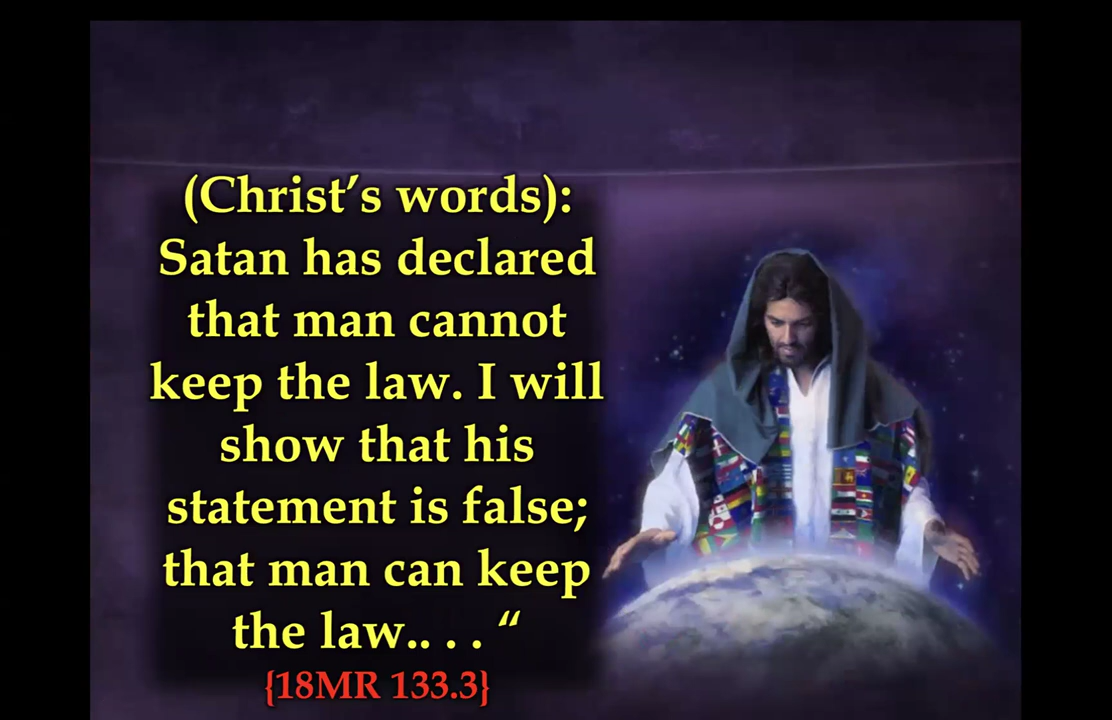 (Christ’s words):
Satan has declared
that man cannot
keep the law. I will
show that his
statement is false;
that man can keep
the law.. . . “
{18MR 133.3}